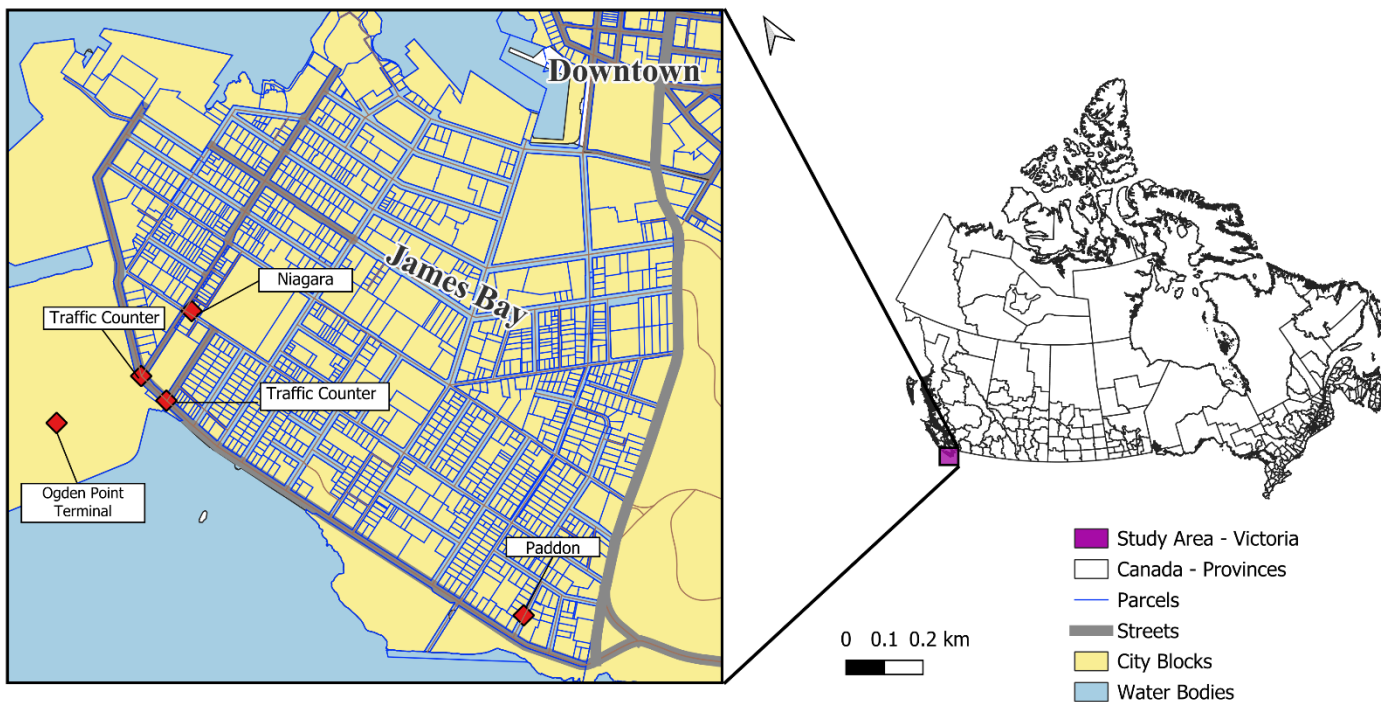 Downtown
James Bay
Niagara
Traffic Counter
Traffic Counter
Ogden Point
Terminal
Paddon
0 0.1 0.2 km
Study Area - Victoria
Canada - Provinces
Parcels
Streets
City Blocks
Water Bodies